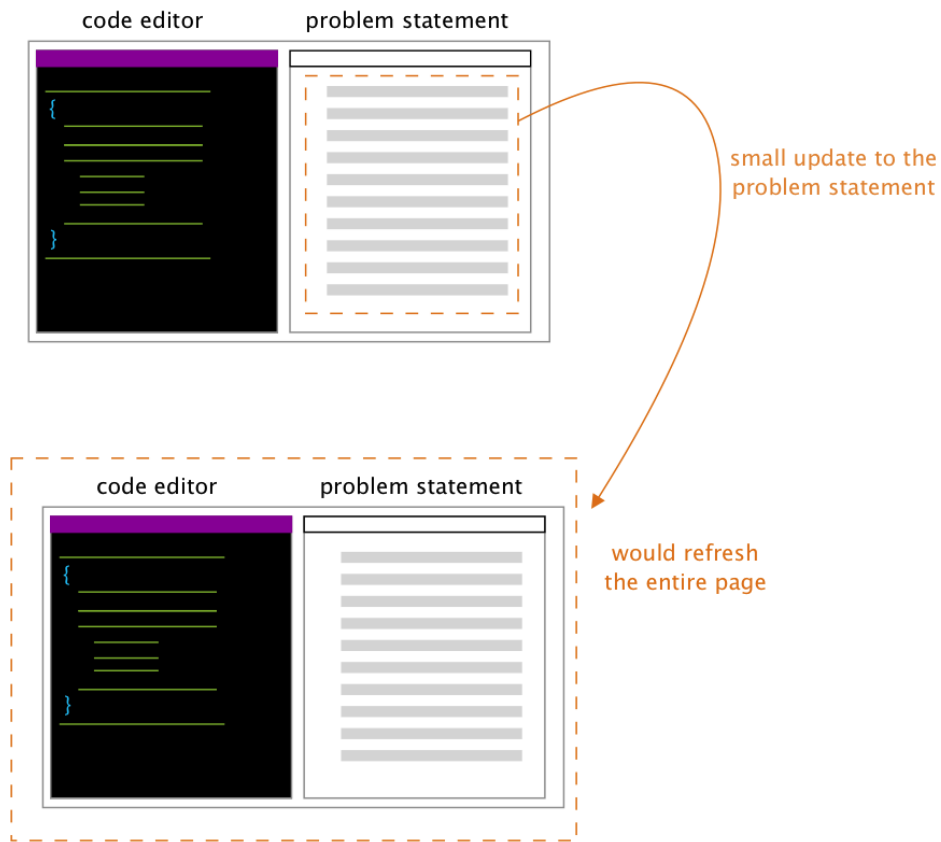 code editor
problem statement
{
}
small update to the
problem statement
code editor
problem statement
{
}
would refresh
the entire page